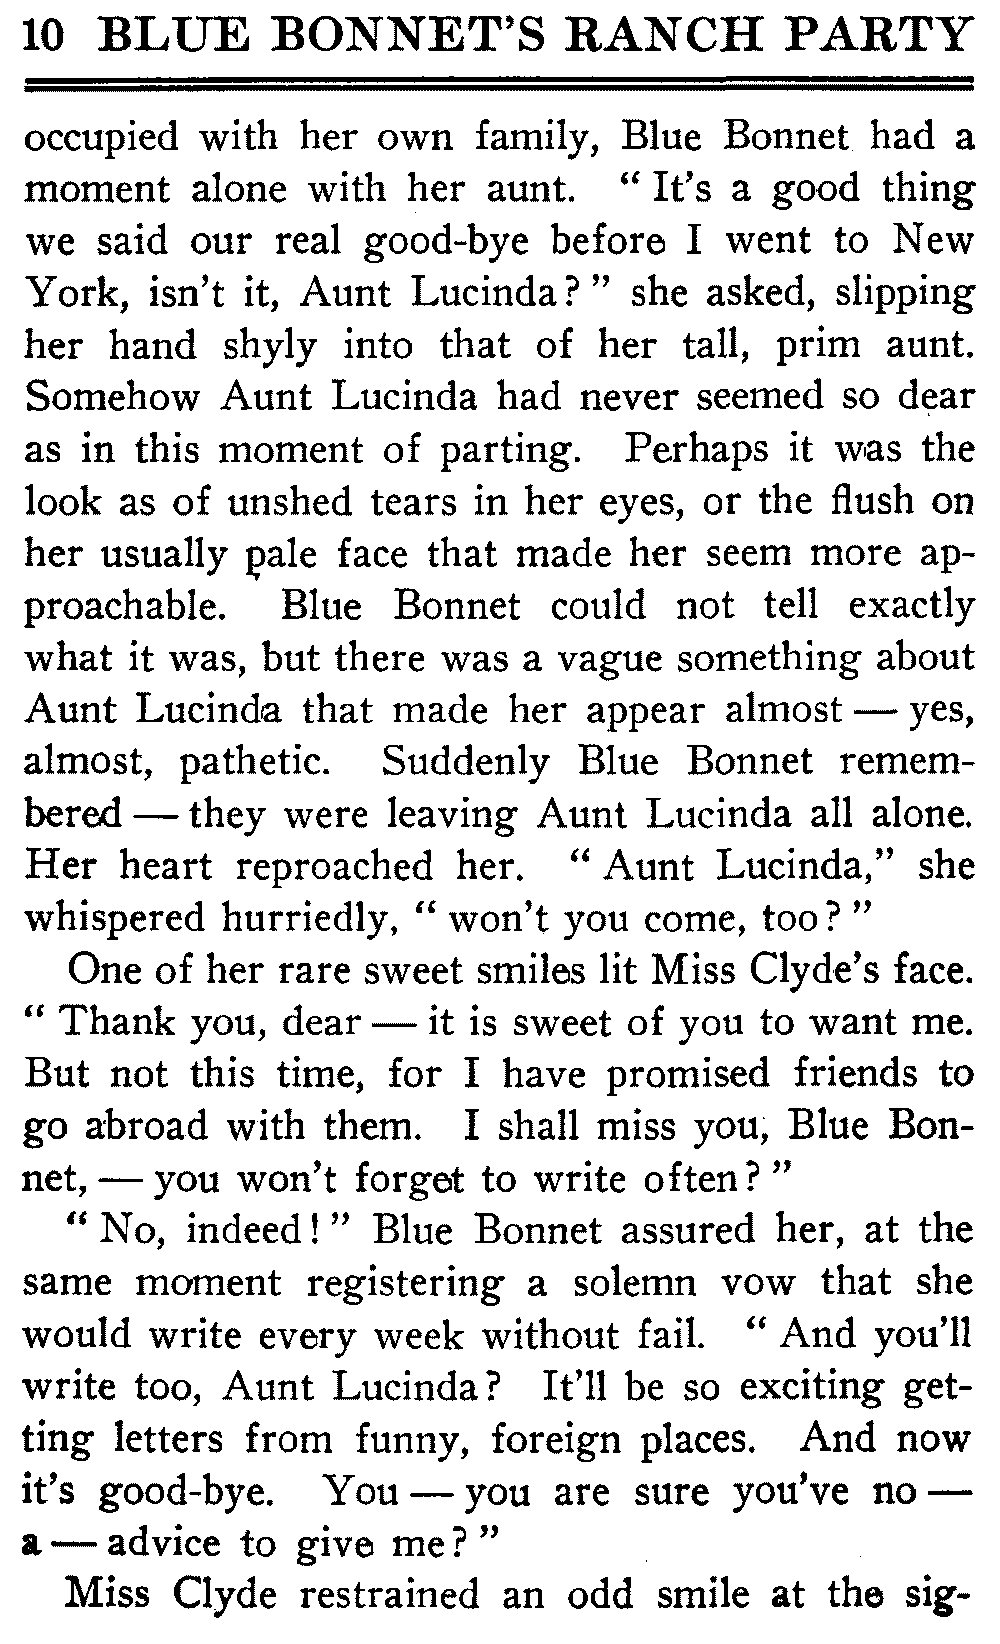 10 BLUE BONNET'S RANCH PARTY
occupied with her own family, Blue Bonnet had a
moment alone with her aunt. " It's a good thing
we said our real good-bye before I went to New
York, isn't it, Aunt Lucinda? " she asked, slipping
her hand shyly into that of her tall, prim aunt.
Somehow Aunt Lucinda had never seemed so dear
as in this moment of parting. Perhaps it was the
look as of unshed tears in her eyes, or the flush on
her usually pale face that made her seem more ap-
proachable. Blue Bonnet could not tell exactly
what it was, but there was a vague something about
Aunt Lucinda that made her appear almost — yes,
almost, pathetic. Suddenly Blue Bonnet remem-
bered — they were leaving Aunt Lucinda all alone.
Her heart reproached her. " Aunt Lucinda," she
whispered hurriedly, " won't you come, too? "
One of her rare sweet smiles lit Miss Clyde's face.
" Thank you, dear — it is sweet of you to want me.
But not this time, for I have promised friends to
go abroad with them. I shall miss you, Blue Bon-
net, — you won't forget to write often? "
" No, indeed! " Blue Bonnet assured her, at the
same moment registering a solemn vow that she
would write every week without fail. " And you'll
write too, Aunt Lucinda? It'll be so exciting get-
ting letters from funny, foreign places. And now
it's good-bye. You — you are sure you've no —
a — advice to give me? "
Miss Clyde restrained an odd smile at the sig-